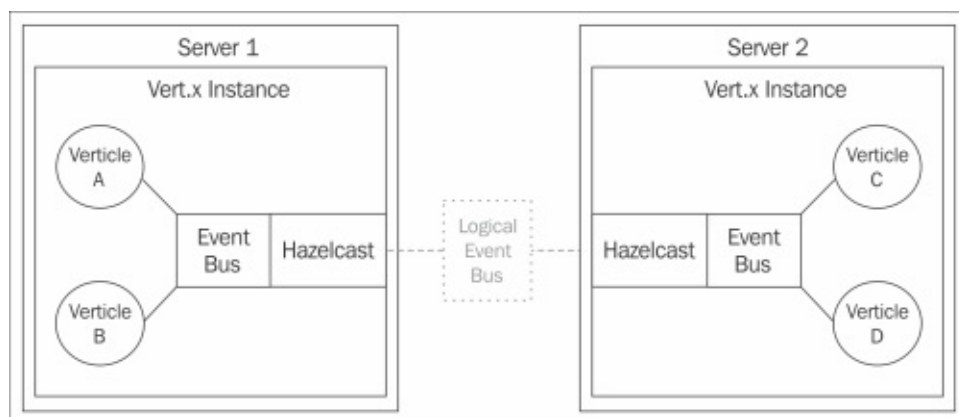 Server 1
Server 2
Vert.x Instance
Vert.x Instance
Verticle
A
Verticle
C
Event
Bus
Hazelcast
Logical
Event
Bus
Hazelcast
Event
Bus
Verticle
B
Verticle
D